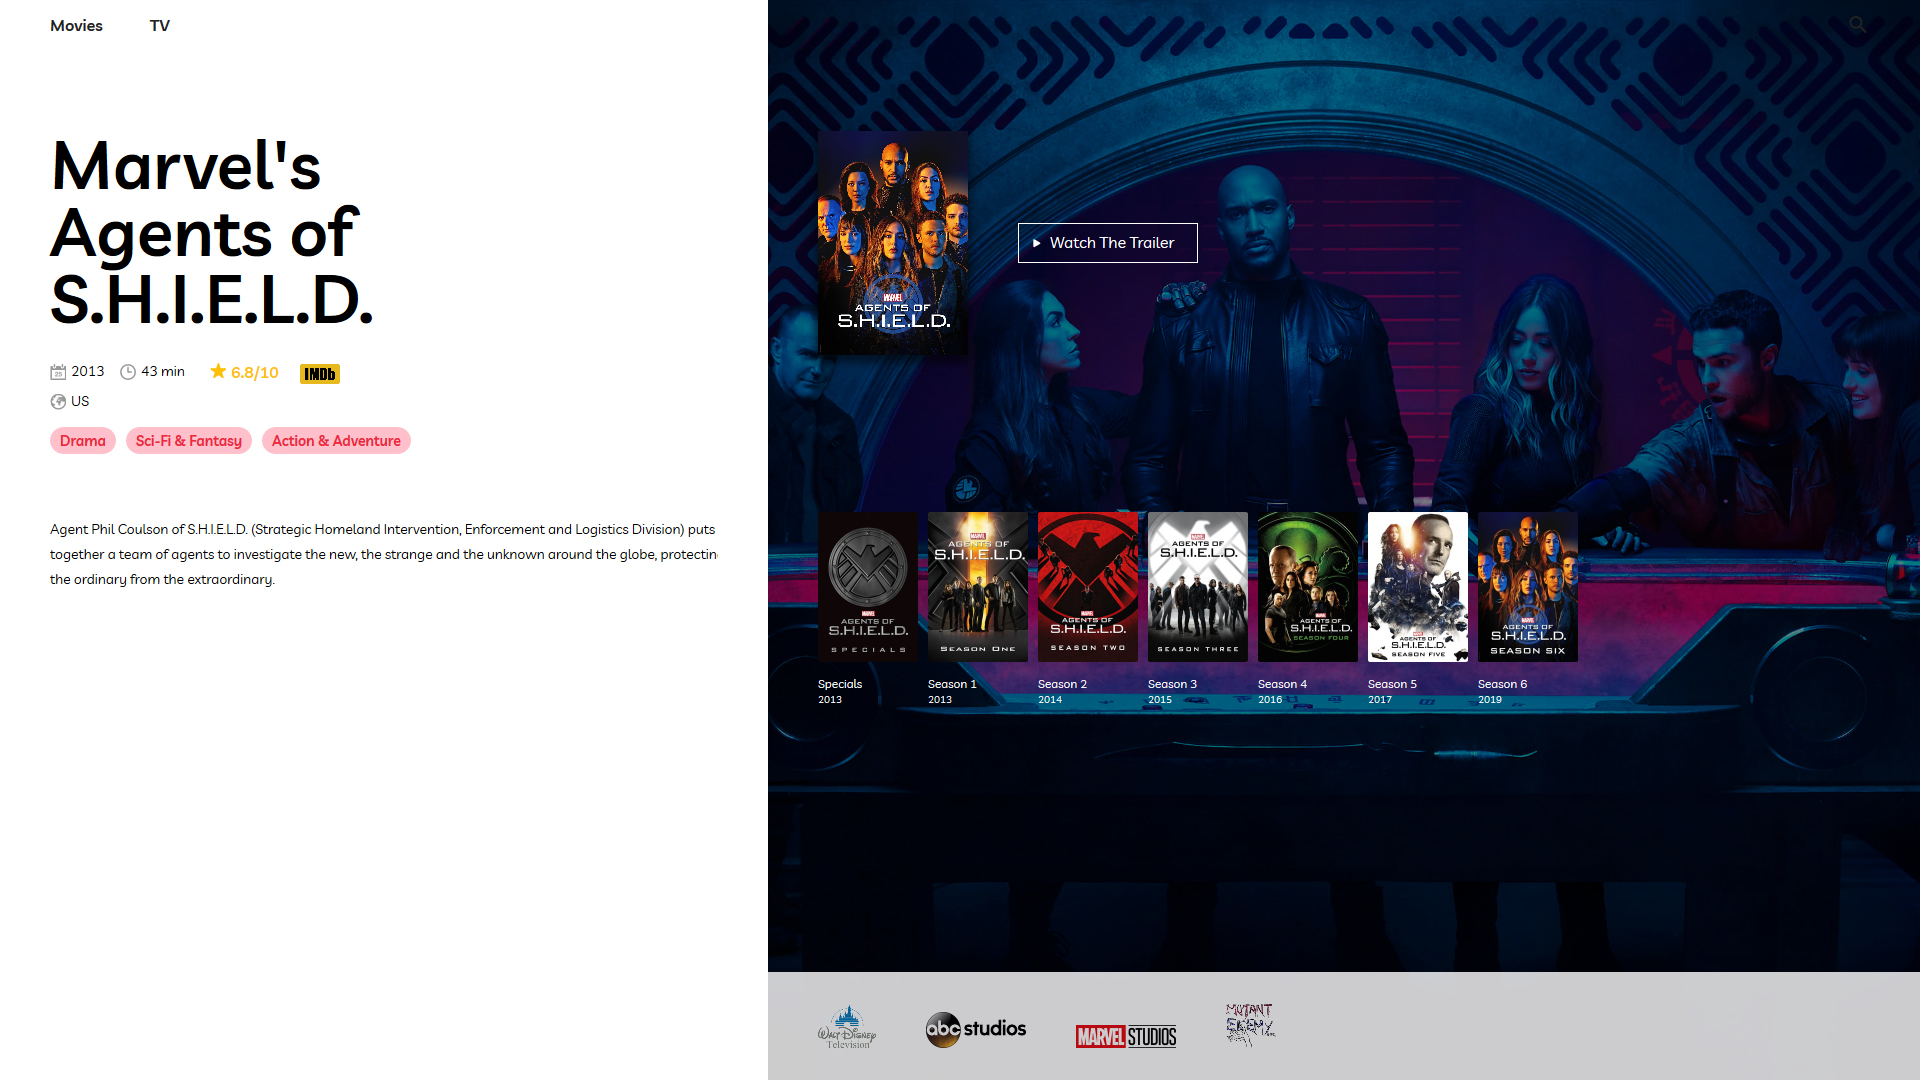 Movies
TV
Marvel's
Agents of
S.H.I.E.L.D.
2013
43 min
6.8/10
IMDb
US
Drama
Sci-Fi & Fantasy
Action & Adventure
Agent Phil Coulson of S.H.I.E.L.D. (Strategic Homeland Intervention, Enforcement and Logistics Division) puts
together a team of agents to investigate the new, the strange and the unknown around the globe, protectin
the ordinary from the extraordinary.
MARVEL
AGENTS OF
S.H.I.E.L.D.
Watch The Trailer
MARVEL
AGENTS OF
S.H.I.E.L.D.
SPECIALS
MARVEL
AGENTS OF
S.H.I.E.L.D.
SEASON ONE
MARVEL
AGENTS OF
S.H.I.E.L.D.
SEASON TWO
MARVEL
AGENTS OF
S.H.I.E.L.D.
SEASON THREE
MARVEL
AGENTS OF
S.H.I.E.L.D.
SEASON FOUR
MARVEL
AGENTS OF
S.H.I.E.L.D.
SEASON FIVE
MARVEL
AGENTS OF
S.H.I.E.L.D.
SEASON SIX
Specials
2013
Season 1
2013
Season 2
2014
Season 3
2015
Season 4
2016
Season 5
2017
Season 6
2019
WALT DISNEY
Television
abc studios
MARVEL STUDIOS
MUTANT
ENEMY